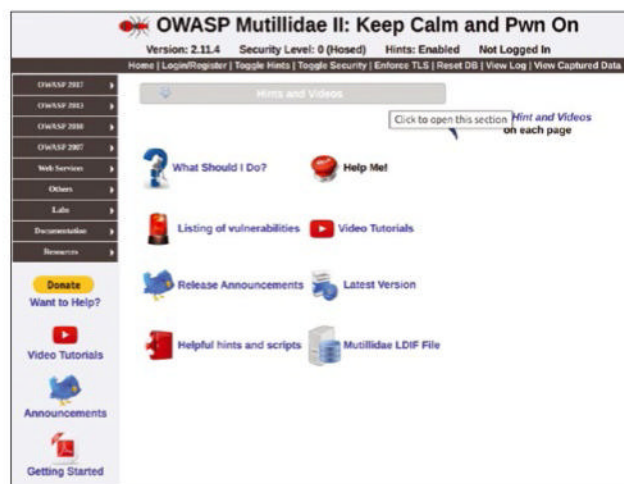 OWASP Mutillidae II: Keep Calm and Pwn On
Version: 2.11.4 Security Level: 0 (Hosed) Hints: Enabled Not Logged In
Home | Login/Register | Toggle Hints | Toggle Security | Enforce TLS | Reset DB | View Log | View Captured Data
OWASP 2017
OWASP 2013
OWASP 2010
OWASP 2007
Web Services
Others
Labs
Documentation
Resources
Donate
Want to Help?
Video Tutorials
Announcements
Getting Started
Hints and Videos
Click to open this section
Hint and Videos
on each page
What Should I Do?
Help Me!
Listing of vulnerabilities
Video Tutorials
Release Announcements
Latest Version
Helpful hints and scripts
Mutillidae LDIF File